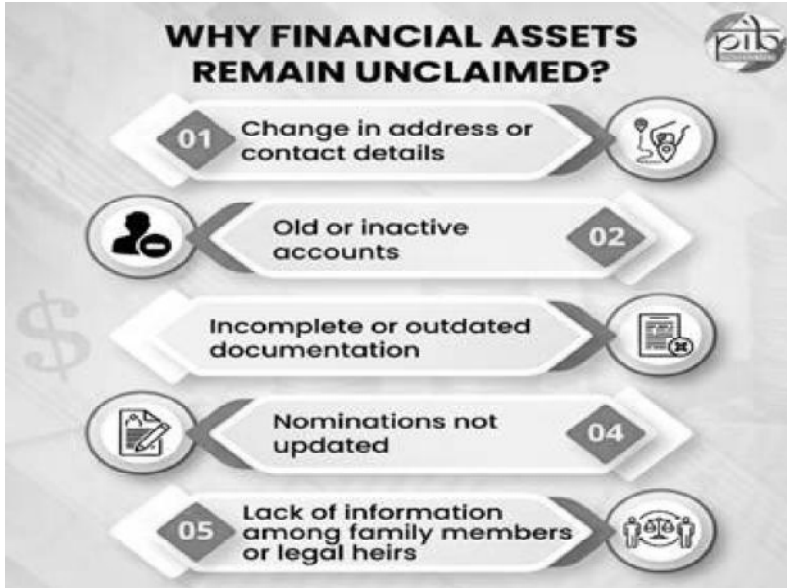 WHY FINANCIAL ASSETS
REMAIN UNCLAIMED?
pib
01
Change in address or
contact details
Old or inactive
accounts
02
Incomplete or outdated
documentation
Nominations not
updated
04
05
Lack of information
among family members
or legal heirs